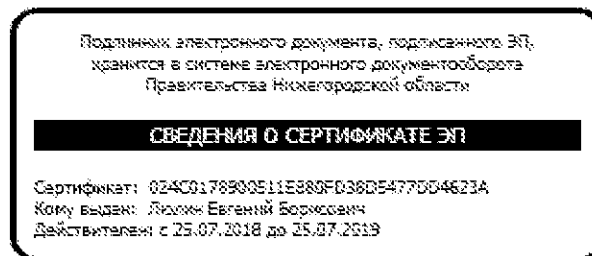 Подлинник электронного документа, подписанного ЭП,
хранится в системе электронного документооборота
Правительства Нижегородской области
СВЕДЕНИЯ О СЕРТИФИКАТЕ ЭП
Сертификат:
Кому выдан: Люлин Евгений Борисович
Действителен: с 25.07.2018 до 25.07.2019